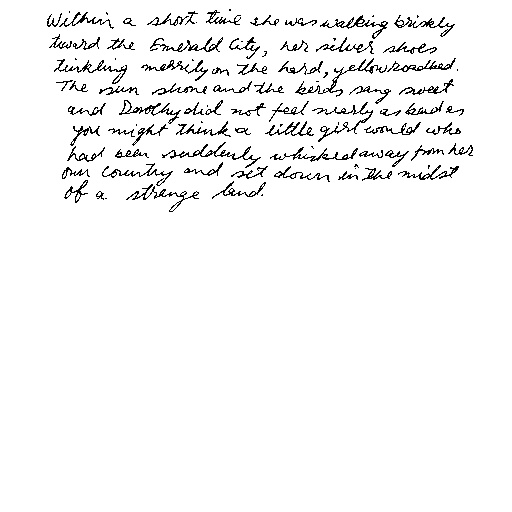 Within a short time she was walking briskly
toward the Emerald City, her silver shoes
tinkling merrily on the hard, yellow roadbed.
The sun shone and the birds sang sweet
and Dorothy did not feel nearly as bad as
you might think a little girl would who
had been suddenly whisked away from her
own country and set down in the midst
of a strange land.